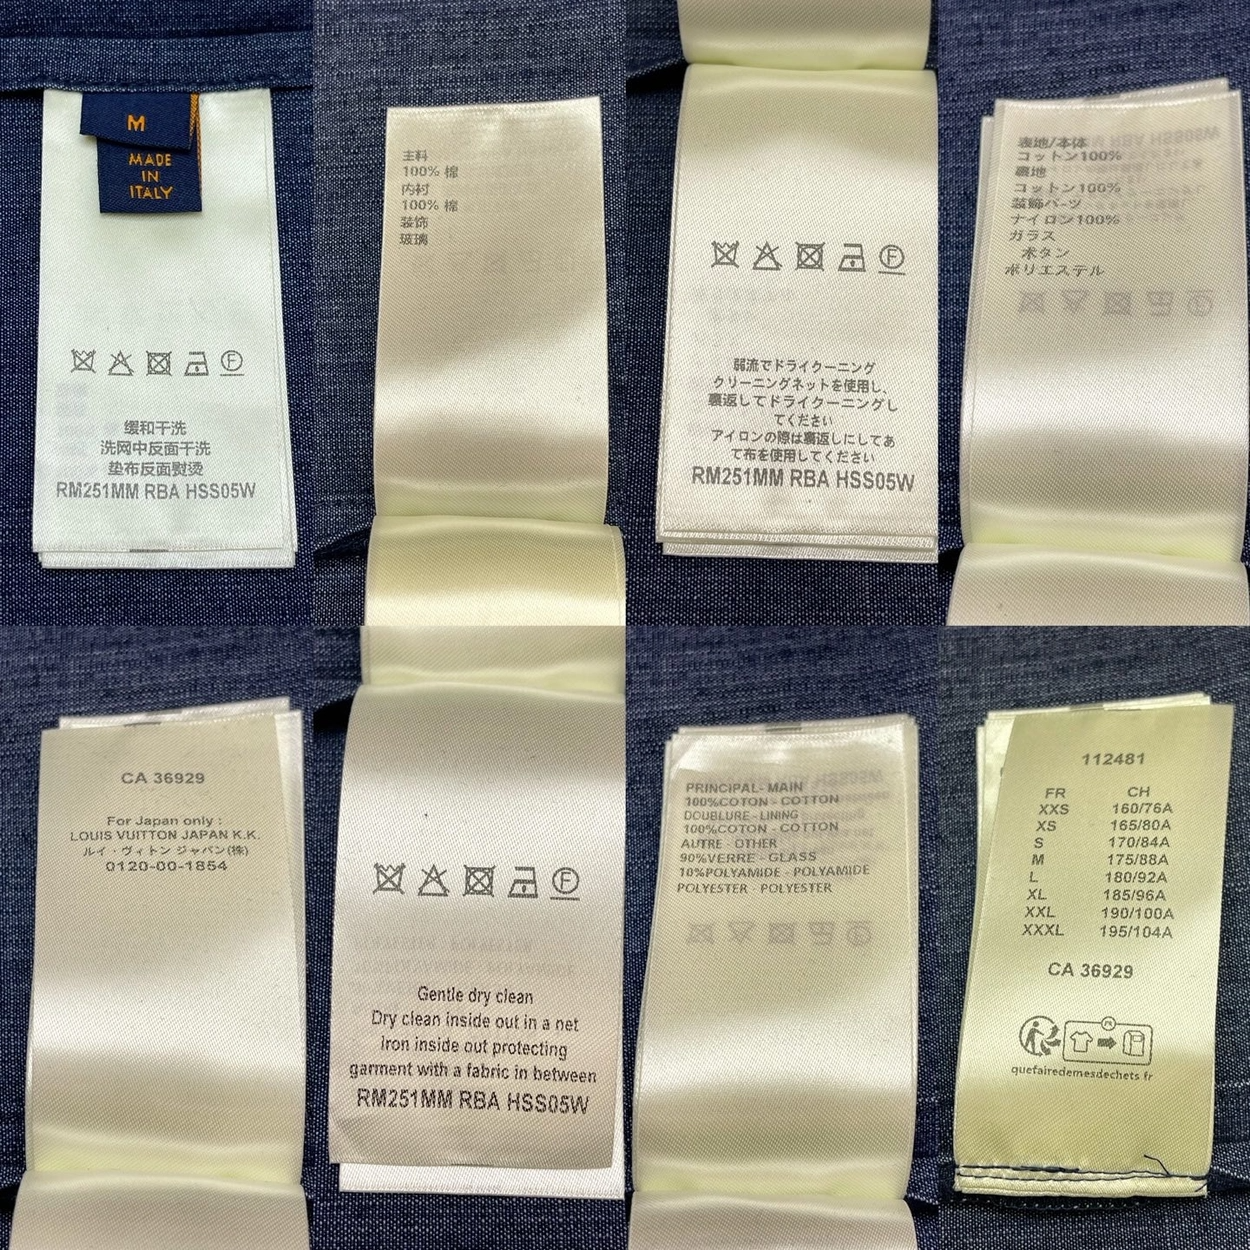 M
MADE
IN
ITALY
缓和干洗
洗网中反面干洗
垫布反面熨烫
RM251MM RBA HSS05W
主料
100% 棉
内衬
100% 棉
装饰
玻璃
F
弱流でドライクーニング
クリーニングネットを使用し、
裏返してドライクーニングし
てください
アイロンの際は裏返しにしてあ
て布を使用してください
RM251MM RBA HSS05W
表地/本体
コットン100%
裏地
コットン100%
装飾パーツ
ナイロン100%
ガラス
ボタン
ポリエステル
CA 36929
For Japan only :
LOUIS VUITTON JAPAN K.K.
ルイ・ヴィトン ジャパン(株)
0120-00-1854
F
Gentle dry clean
Dry clean inside out in a net
Iron inside out protecting
garment with a fabric in between
RM251MM RBA HSS05W
PRINCIPAL- MAIN
100%COTON - COTTON
DOUBLURE - LINING
100%COTON - COTTON
AUTRE - OTHER
90%VERRE - GLASS
10%POLYAMIDE - POLYAMIDE
POLYESTER - POLYESTER
112481
FR CH
XXS 160/76A
XS 165/80A
S 170/84A
M 175/88A
L 180/92A
XL 185/96A
XXL 190/100A
XXXL 195/104A
CA 36929
FR
quefairedemesdechets.fr